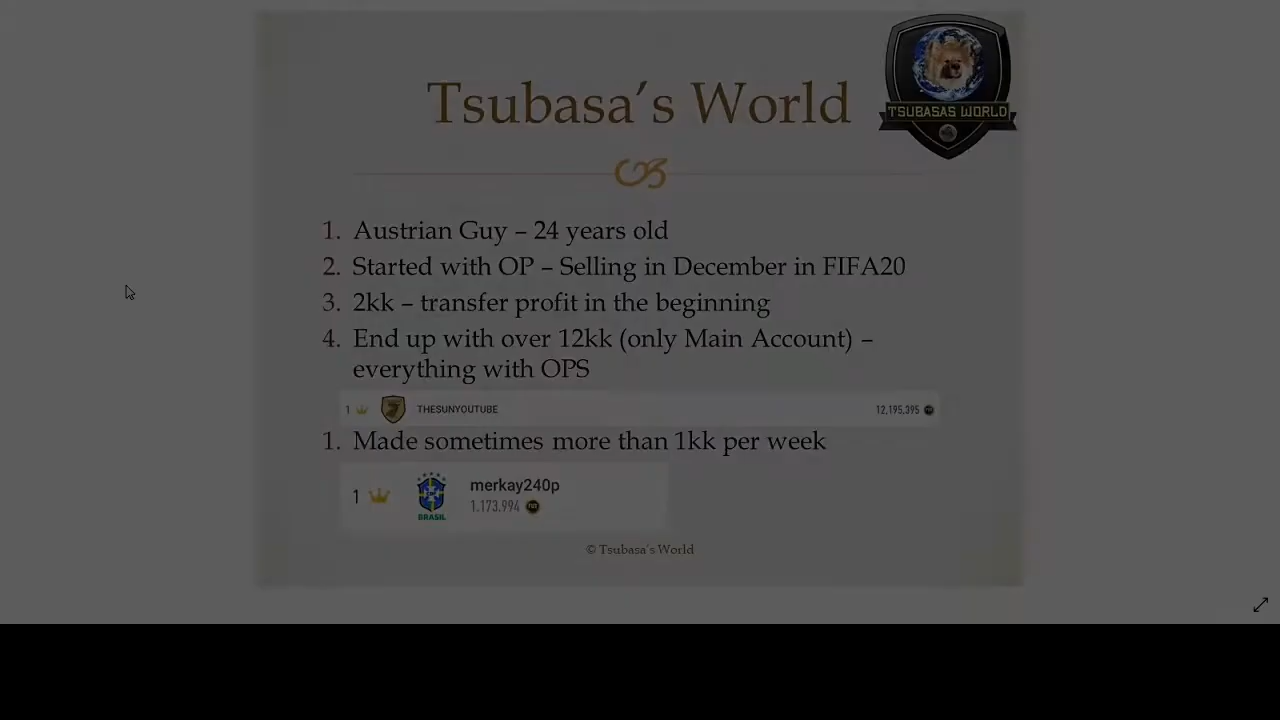 Tsubasa's World
TSUBASAS WORLD
1. Austrian Guy – 24 years old
2. Started with OP – Selling in December in FIFA20
3. 2kk – transfer profit in the beginning
4. End up with over 12kk (only Main Account) –
everything with OPS
1 THESUNYOUTUBE 12,195,395
1. Made sometimes more than 1kk per week
1 merkay240p
1.173.994
BRASIL
© Tsubasa's World